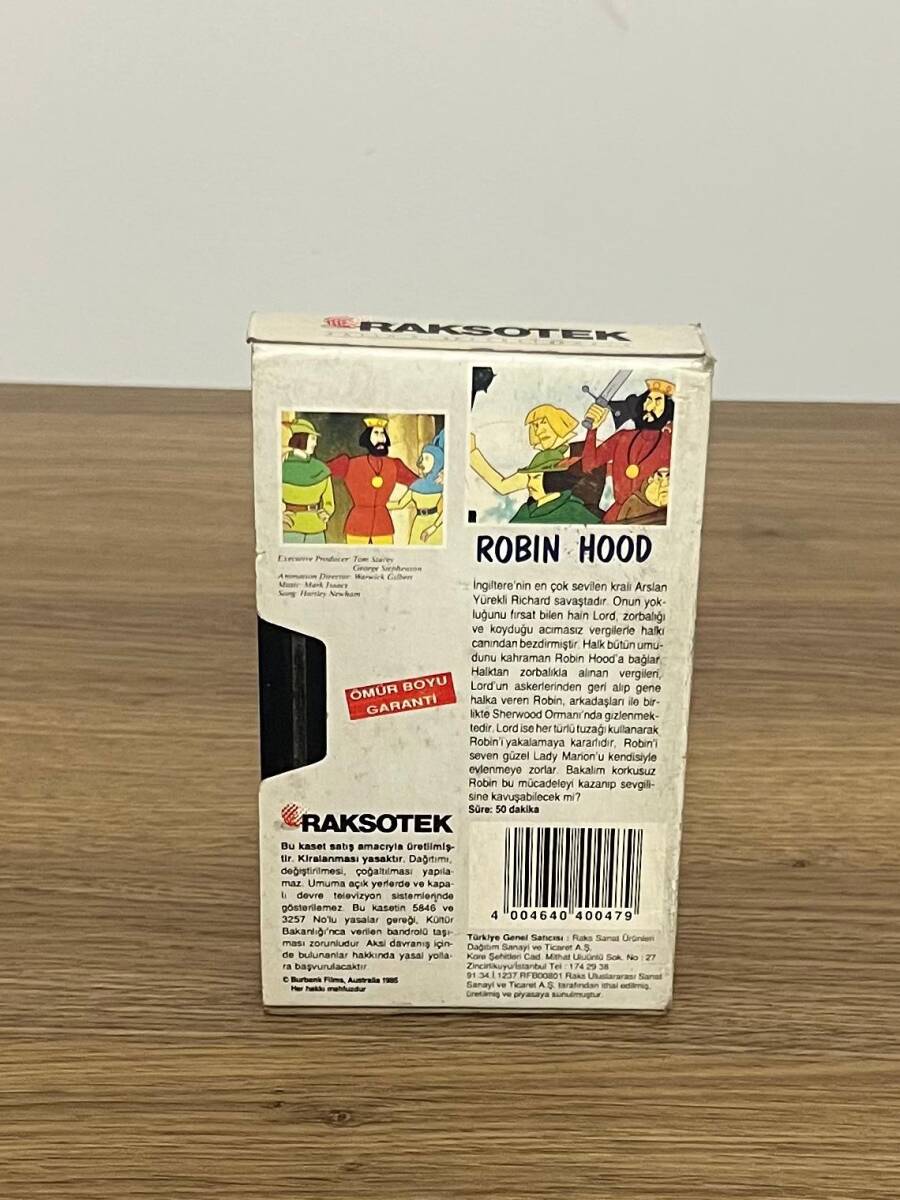 RAKSOTEK
Executive Producer: Tom Stacey
George Stephenson
Animation Director: Warwick Gilbert
Music: Mark Isaacs
Song: Hartley Newham
ÖMÜR BOYU
GARANTİ
RAKSOTEK
Bu kaset satış amacıyla üretilmiş-
tir. Kiralanması yasaktır. Dağıtımı,
değiştirilmesi, çoğaltılması yapıla-
maz. Umuma açık yerlerde ve kapa-
lı devre televizyon sistemlerinde
gösterilemez. Bu kasetin 5846 ve
3257 No'lu yasalar gereği, Kültür
Bakanlığı'nca verilen bandrolü taşı-
ması zorunludur. Aksi davranış için-
de bulunanlar hakkında yasal yolla-
ra başvurulacaktır.
© Burbank Films, Australia 1985
Her hakkı mahfuzdur
ROBIN HOOD
İngiltere'nin en çok sevilen kralı Arslan
Yürekli Richard savaştadır. Onun yok-
luğunu fırsat bilen hain Lord, zorbalığı
ve koyduğu acımasız vergilerle halkı
canından bezdirmiştir. Halk bütün umu-
dunu kahraman Robin Hood'a bağlar.
Halktan zorbalıkla alınan vergileri,
Lord'un askerlerinden geri alıp gene
halka veren Robin, arkadaşları ile bir-
likte Sherwood Ormanı'nda gizlenmek-
tedir. Lord ise her türlü tuzağı kullanarak
Robin'i yakalamaya kararlıdır, Robin'i
seven güzel Lady Marion'u kendisiyle
evlenmeye zorlar. Bakalım korkusuz
Robin bu mücadeleyi kazanıp sevgili-
sine kavuşabilecek mi?
Süre: 50 dakika
4 004640 400479
Türkiye Genel Satıcısı : Raks Sanat Ürünleri
Dağıtım Sanayi ve Ticaret A.Ş.
Kore Şehitleri Cad. Mithat Uluünlü Sok. No : 27
Zincirlikuyu/İstanbul Tel : 174 29 38
91.34.İ.1237.RFB00801 Raks Uluslararası Sanat
Sanayi ve Ticaret A.Ş. tarafından ithal edilmiş,
üretilmiş ve piyasaya sunulmuştur.